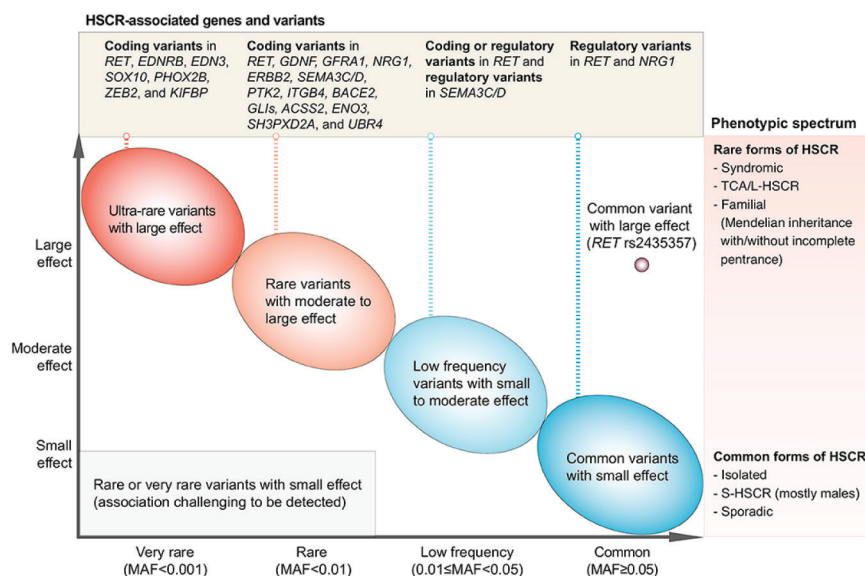 HSCR-associated genes and variants
Coding variants in
RET, EDNRB, EDN3,
SOX10, PHOX2B,
ZEB2, and KIFBP
Coding variants in
RET, GDNF, GFRA1, NRG1,
ERBB2, SEMA3C/D,
PTK2, ITGB4, BACE2,
GLIs, ACSS2, ENO3,
SH3PXD2A, and UBR4
Coding or regulatory
variants in RET and
regulatory variants
in SEMA3C/D
Regulatory variants
in RET and NRG1
Large
effect
Moderate
effect
Small
effect
Ultra-rare variants
with large effect
Rare variants
with moderate to
large effect
Low frequency
variants with small
to moderate effect
Common variants
with small effect
Common variant
with large effect
(RET rs2435357)
Rare or very rare variants with small effect
(association challenging to be detected)
Very rare
(MAF<0.001)
Rare
(MAF<0.01)
Low frequency
(0.01≤MAF<0.05)
Common
(MAF≥0.05)
Phenotypic spectrum
Rare forms of HSCR
- Syndromic
- TCA/L-HSCR
- Familial
(Mendelian inheritance
with/without incomplete
pentrance)
Common forms of HSCR
- Isolated
- S-HSCR (mostly males)
- Sporadic